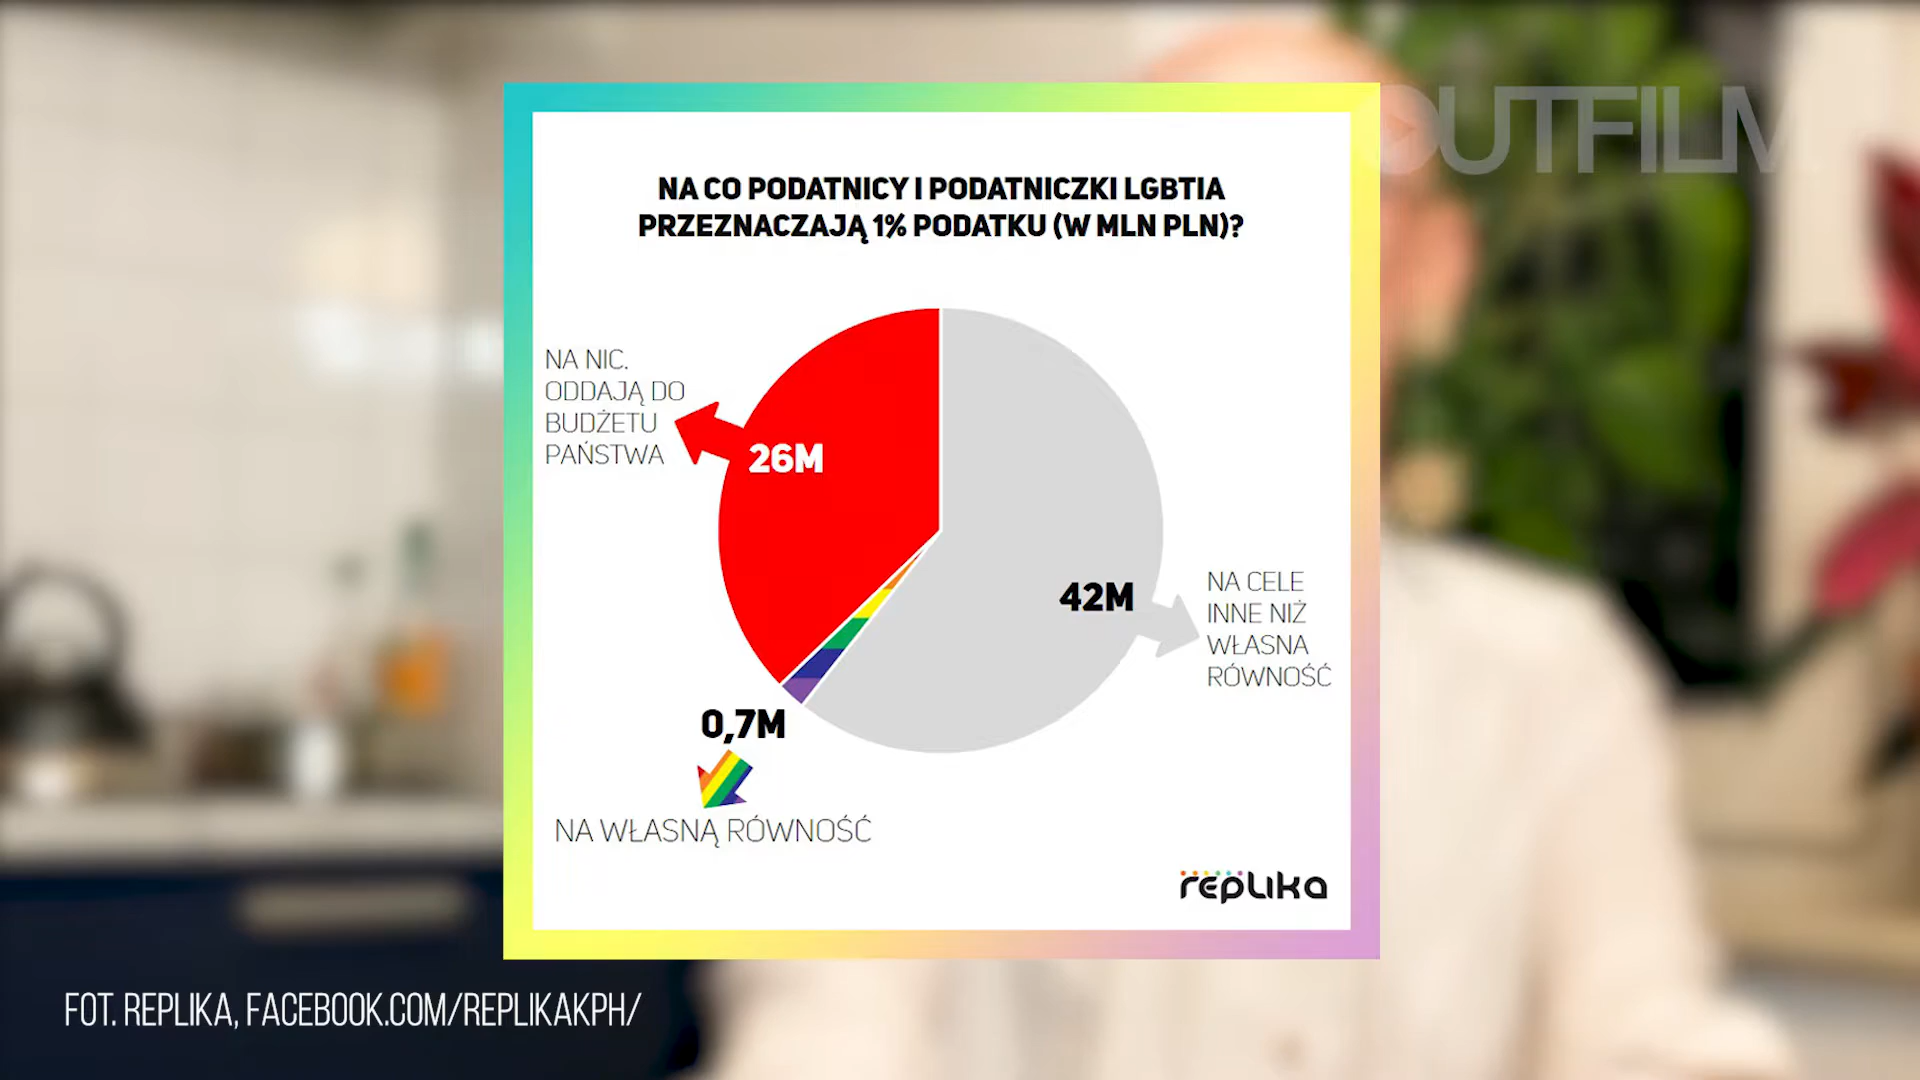 OUTFILM
NA CO PODATNICY I PODATNICZKI LGBTIA
PRZEZNACZAJĄ 1% PODATKU (W MLN PLN)?
NA NIC.
ODDAJĄ DO
BUDŻETU
PAŃSTWA
26M
42M
NA CELE
INNE NIŻ
WŁASNA
RÓWNOŚĆ
0,7M
NA WŁASNĄ RÓWNOŚĆ
replika
FOT. REPLIKA, FACEBOOK.COM/REPLIKAKPH/